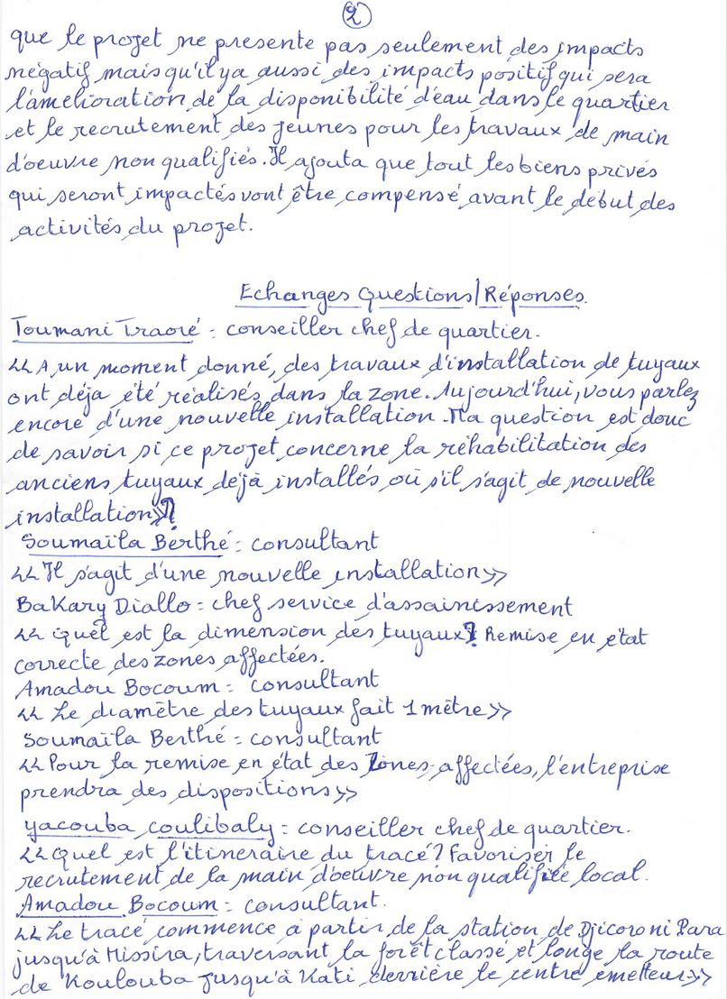 2
que le projet ne presente pas seulement des impacts
négatif mais qu'il ya aussi des impacts positif qui sera
l'amelioration de la disponibilité d'eau dans le quartier
et le recrutement des jeunes pour les travaux de main
d'oeuvre non qualifiés. Il ajouta que tout les biens privés
qui seront impactés vont être compensé avant le début des
activités du projet.
Echanges Questions/Réponses.
Toumani Traoré : conseiller chef de quartier.
<< A un moment donné, des travaux d'installation de tuyaux
ont déja été réalisés dans la zone. Aujourd'hui, vous parlez
encore d'une nouvelle installation. Ma question est donc
de savoir si ce projet concerne la réhabilitation des
anciens tuyaux dejà installés où s'il s'agit de nouvelle
installation>>?
Soumaïla Berthé : consultant
<< Il s'agit d'une nouvelle installation>>
Bakary Diallo : chef service d'assainissement
<< quel est la dimension des tuyaux? Remise en état
correcte des zones affectées.
Amadou Bocoum : consultant
<< Le diamètre des tuyaux fait 1 mètre>>
Soumaïla Berthé : consultant
<< Pour la remise en état des Zones affectées, l'entreprise
prendra des dispositions>>
yacouba coulibaly : conseiller chef de quartier.
<< Quel est l'itineraire du tracé? Favoriser le
recrutement de la main d'oeuvre non qualifiée local.
Amadou Bocoum : consultant.
<< Le tracé commence à partir de la station de Djicoroni Para
jusqu'à Missira, traversant la forêt classé et longe la route
de Koulouba jusqu'à Kati derrière le centre emetteur>>